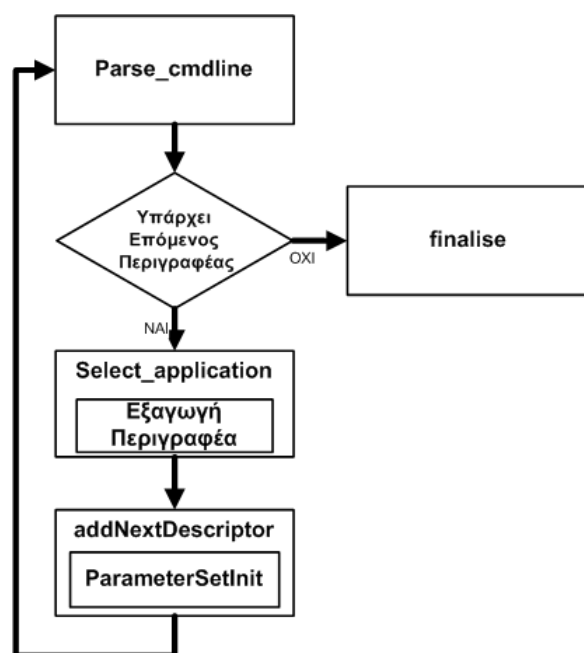 Parse_cmdline
Υπάρχει
Επόμενος
Περιγραφέας
ΟΧΙ
finalise
ΝΑΙ
Select_application
Εξαγωγή
Περιγραφέα
addNextDescriptor
ParameterSetInit